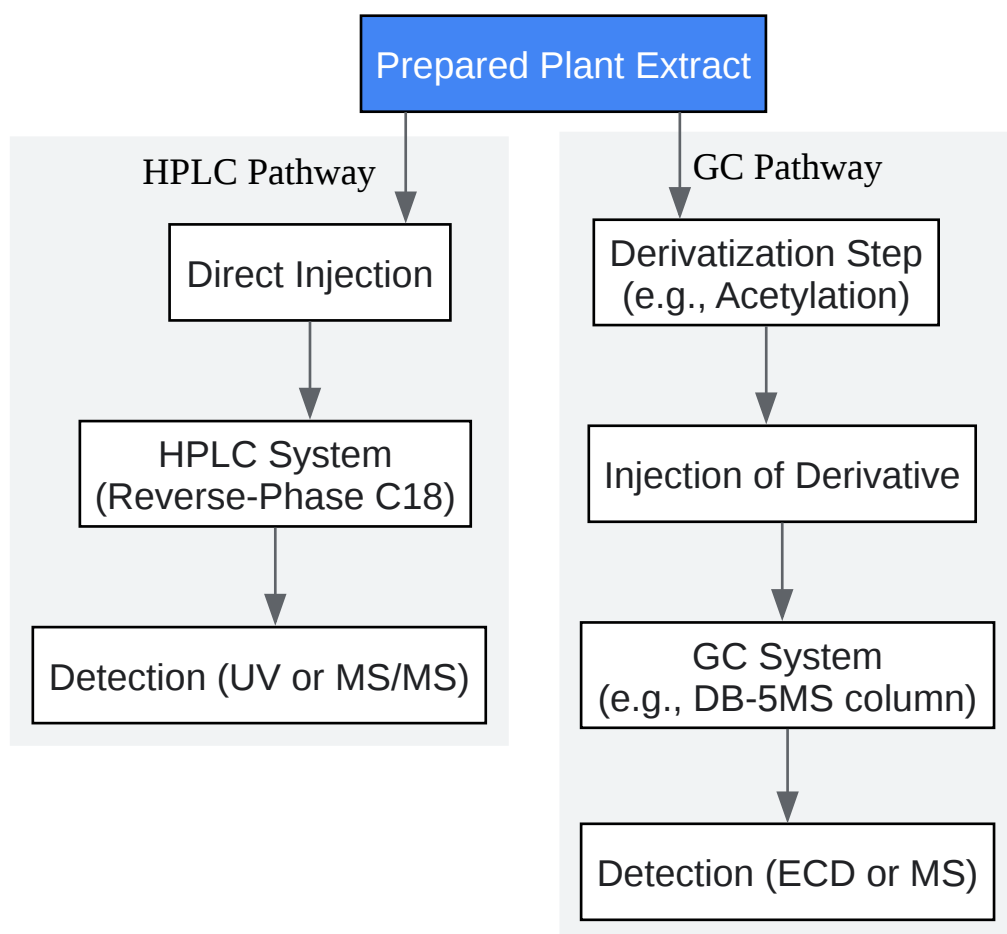 Prepared Plant Extract
HPLC Pathway
Direct Injection
HPLC System
(Reverse-Phase C18)
Detection (UV or MS/MS)
GC Pathway
Derivatization Step
(e.g., Acetylation)
Injection of Derivative
GC System
(e.g., DB-5MS column)
Detection (ECD or MS)